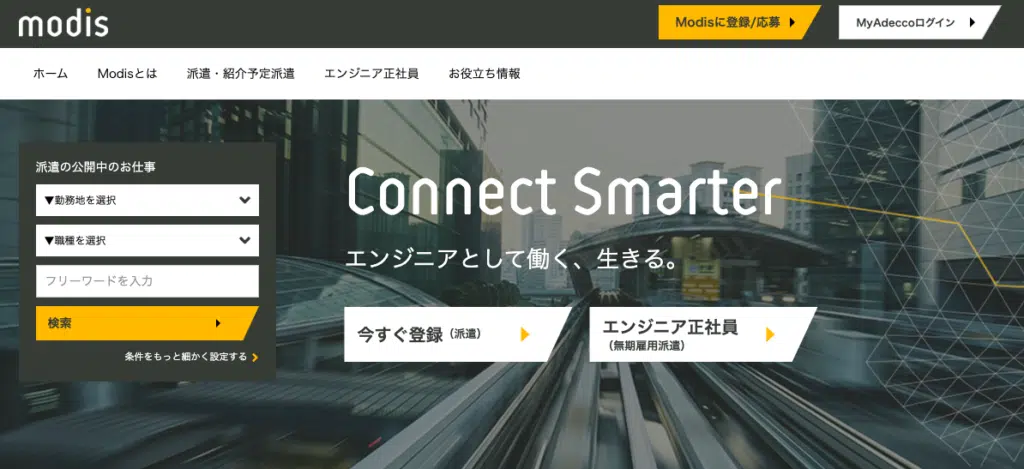 modis
Modisに登録/応募
MyAdeccoログイン
ホーム
Modisとは
派遣・紹介予定派遣
エンジニア正社員
お役立ち情報
派遣の公開中のお仕事
▼勤務地を選択
▼職種を選択
フリーワードを入力
検索
条件をもっと細かく設定する
Connect Smarter
エンジニアとして働く、生きる。
今すぐ登録（派遣）
エンジニア正社員
（無期雇用派遣）